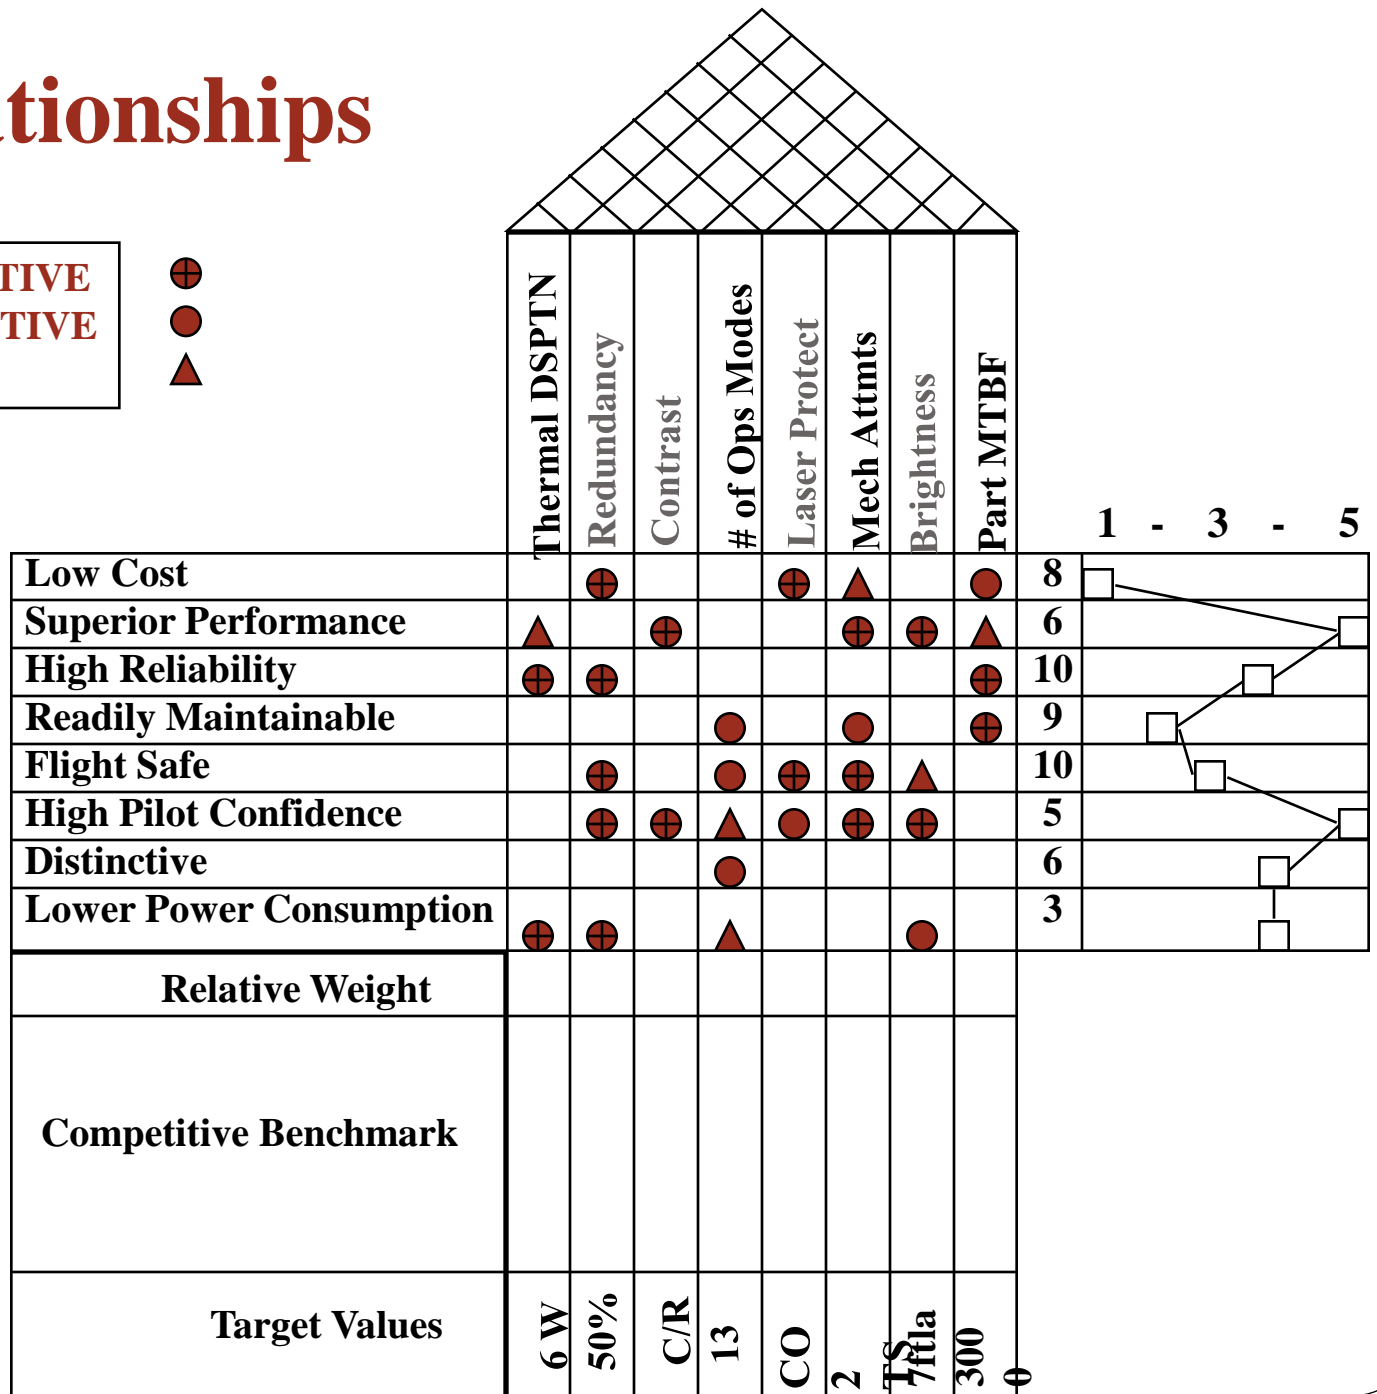 tionships
TIVE
TIVE
Thermal DSPTN
Redundancy
Contrast
# of Ops Modes
Laser Protect
Mech Attmts
Brightness
Part MTBF
1 - 3 - 5
Low Cost 8
Superior Performance 6
High Reliability 10
Readily Maintainable 9
Flight Safe 10
High Pilot Confidence 5
Distinctive 6
Lower Power Consumption 3
Relative Weight
Competitive Benchmark
Target Values
6 W
50%
C/R
13
CO
2
TS
7ftla
300
0